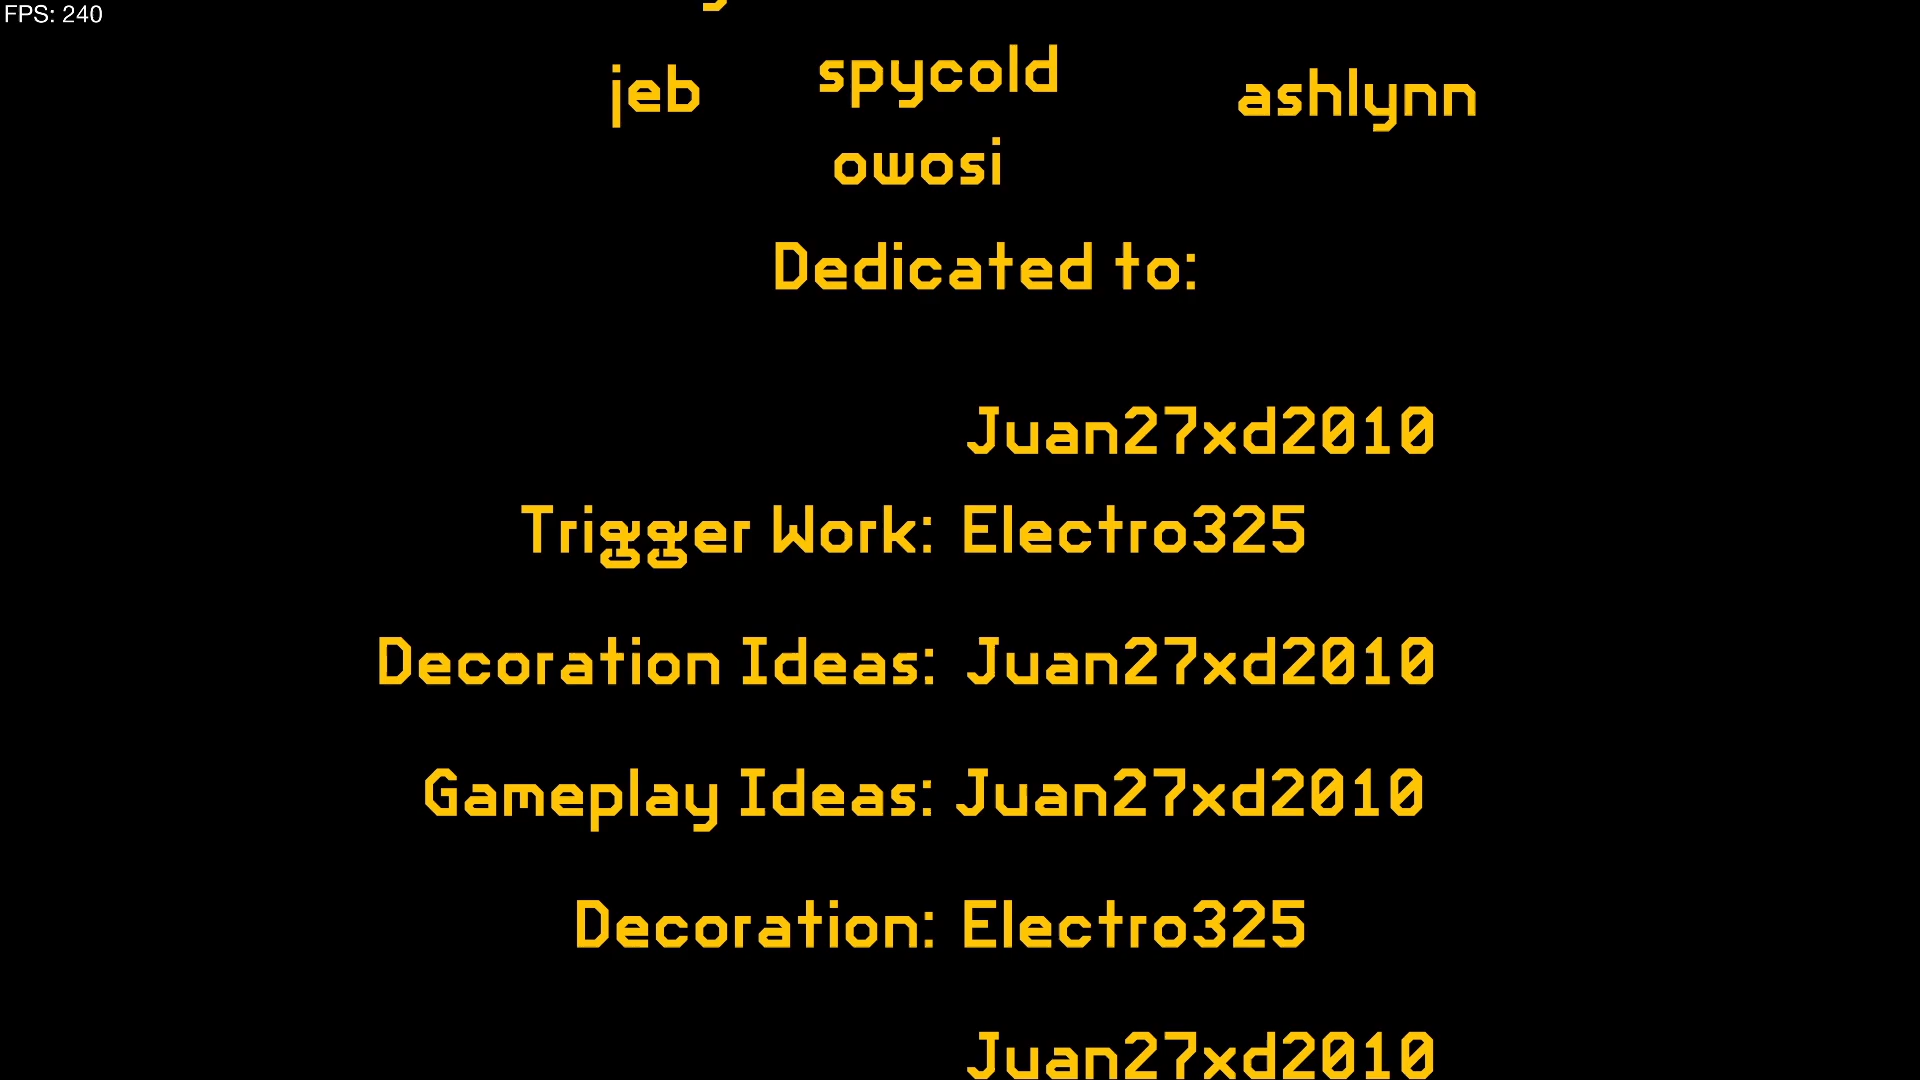 FPS: 240
jeb spycold ashlynn
owosi
Dedicated to:
Juan27xd2010
Trigger Work: Electro325
Decoration Ideas: Juan27xd2010
Gameplay Ideas: Juan27xd2010
Decoration: Electro325
Juan27xd2010